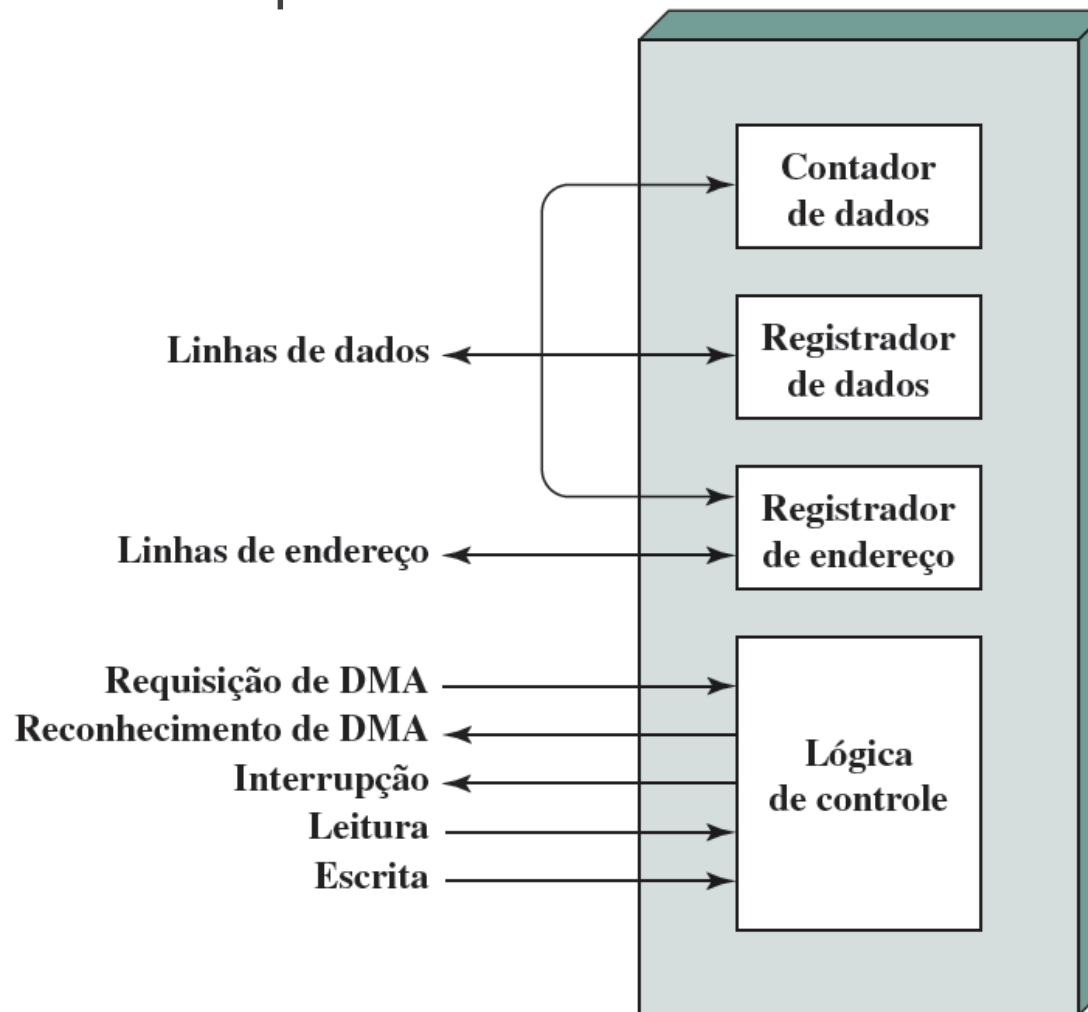 Contador
de dados
Linhas de dados
Registrador
de dados
Linhas de endereço
Registrador
de endereço
Requisição de DMA
Reconhecimento de DMA
Interrupção
Leitura
Escrita
Lógica
de controle